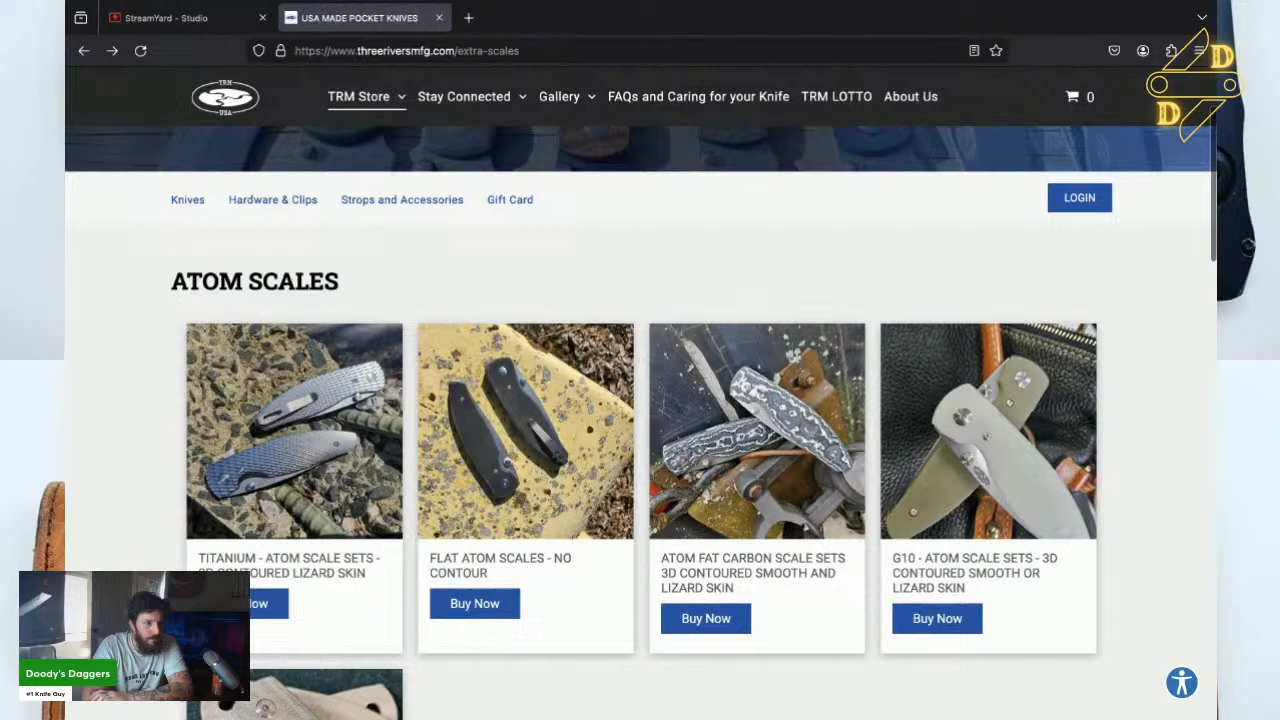 StreamYard - Studio
USA MADE POCKET KNIVES
https://www.threeriversmfg.com/extra-scales
TRM
USA
TRM Store
Stay Connected
Gallery
FAQs and Caring for your Knife
TRM LOTTO
About Us
0
D
D
Knives
Hardware & Clips
Strops and Accessories
Gift Card
LOGIN
ATOM SCALES
TITANIUM - ATOM SCALE SETS -
3D CONTOURED LIZARD SKIN
Now
FLAT ATOM SCALES - NO
CONTOUR
Buy Now
ATOM FAT CARBON SCALE SETS
3D CONTOURED SMOOTH AND
LIZARD SKIN
Buy Now
G10 - ATOM SCALE SETS - 3D
CONTOURED SMOOTH OR
LIZARD SKIN
Buy Now
Doody's Daggers
#1 Knife Guy